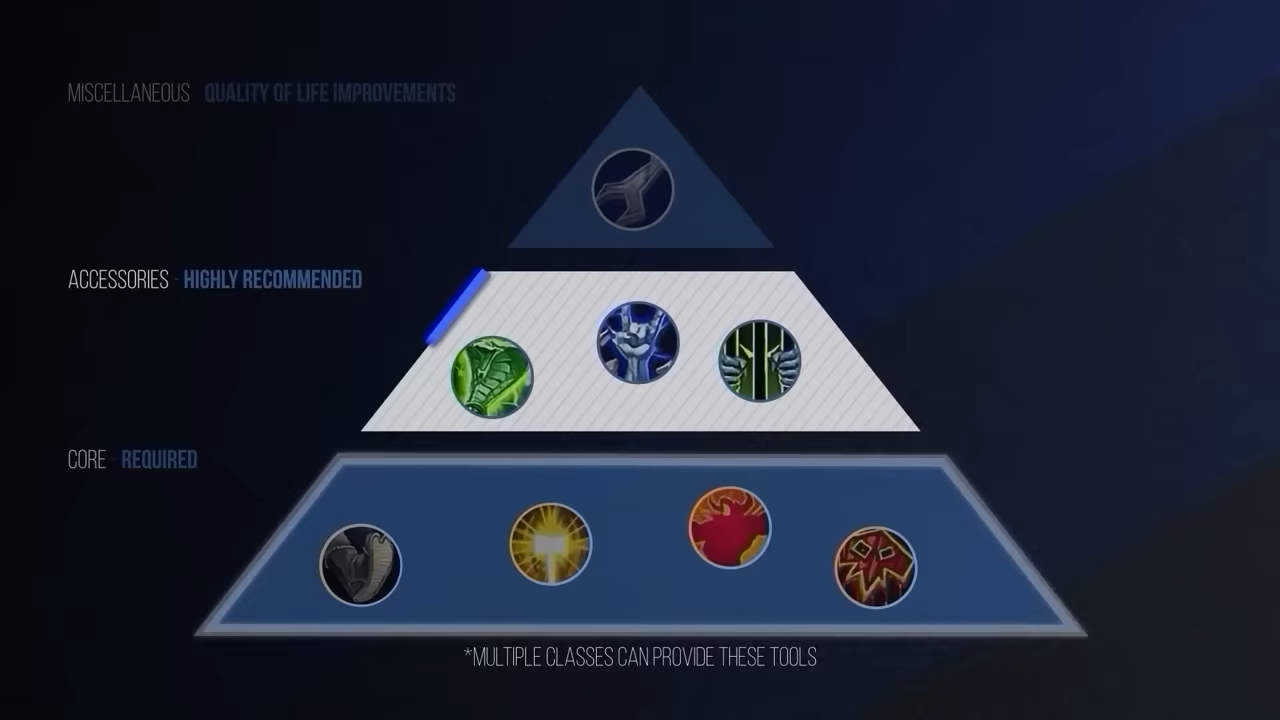 MISCELLANEOUS QUALITY OF LIFE IMPROVEMENTS
ACCESSORIES - HIGHLY RECOMMENDED
CORE - REQUIRED
*MULTIPLE CLASSES CAN PROVIDE THESE TOOLS